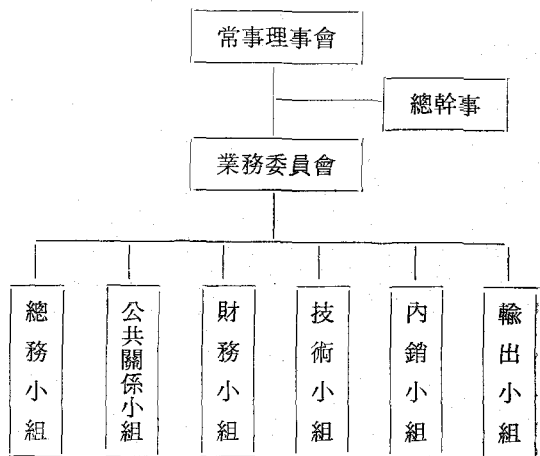 常事理事會
總幹事
業務委員會
總務小組
公共關係小組
財務小組
技術小組
內銷小組
輸出小組